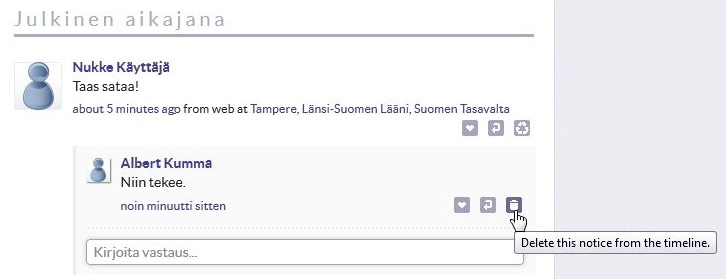 Julkinen aikajana
Nukke Käyttäjä
Taas sataa!
about 5 minutes ago from web at Tampere, Länsi-Suomen Lääni, Suomen Tasavalta
Albert Kumma
Niin tekee.
noin minuutti sitten
Delete this notice from the timeline.
Kirjoita vastaus...